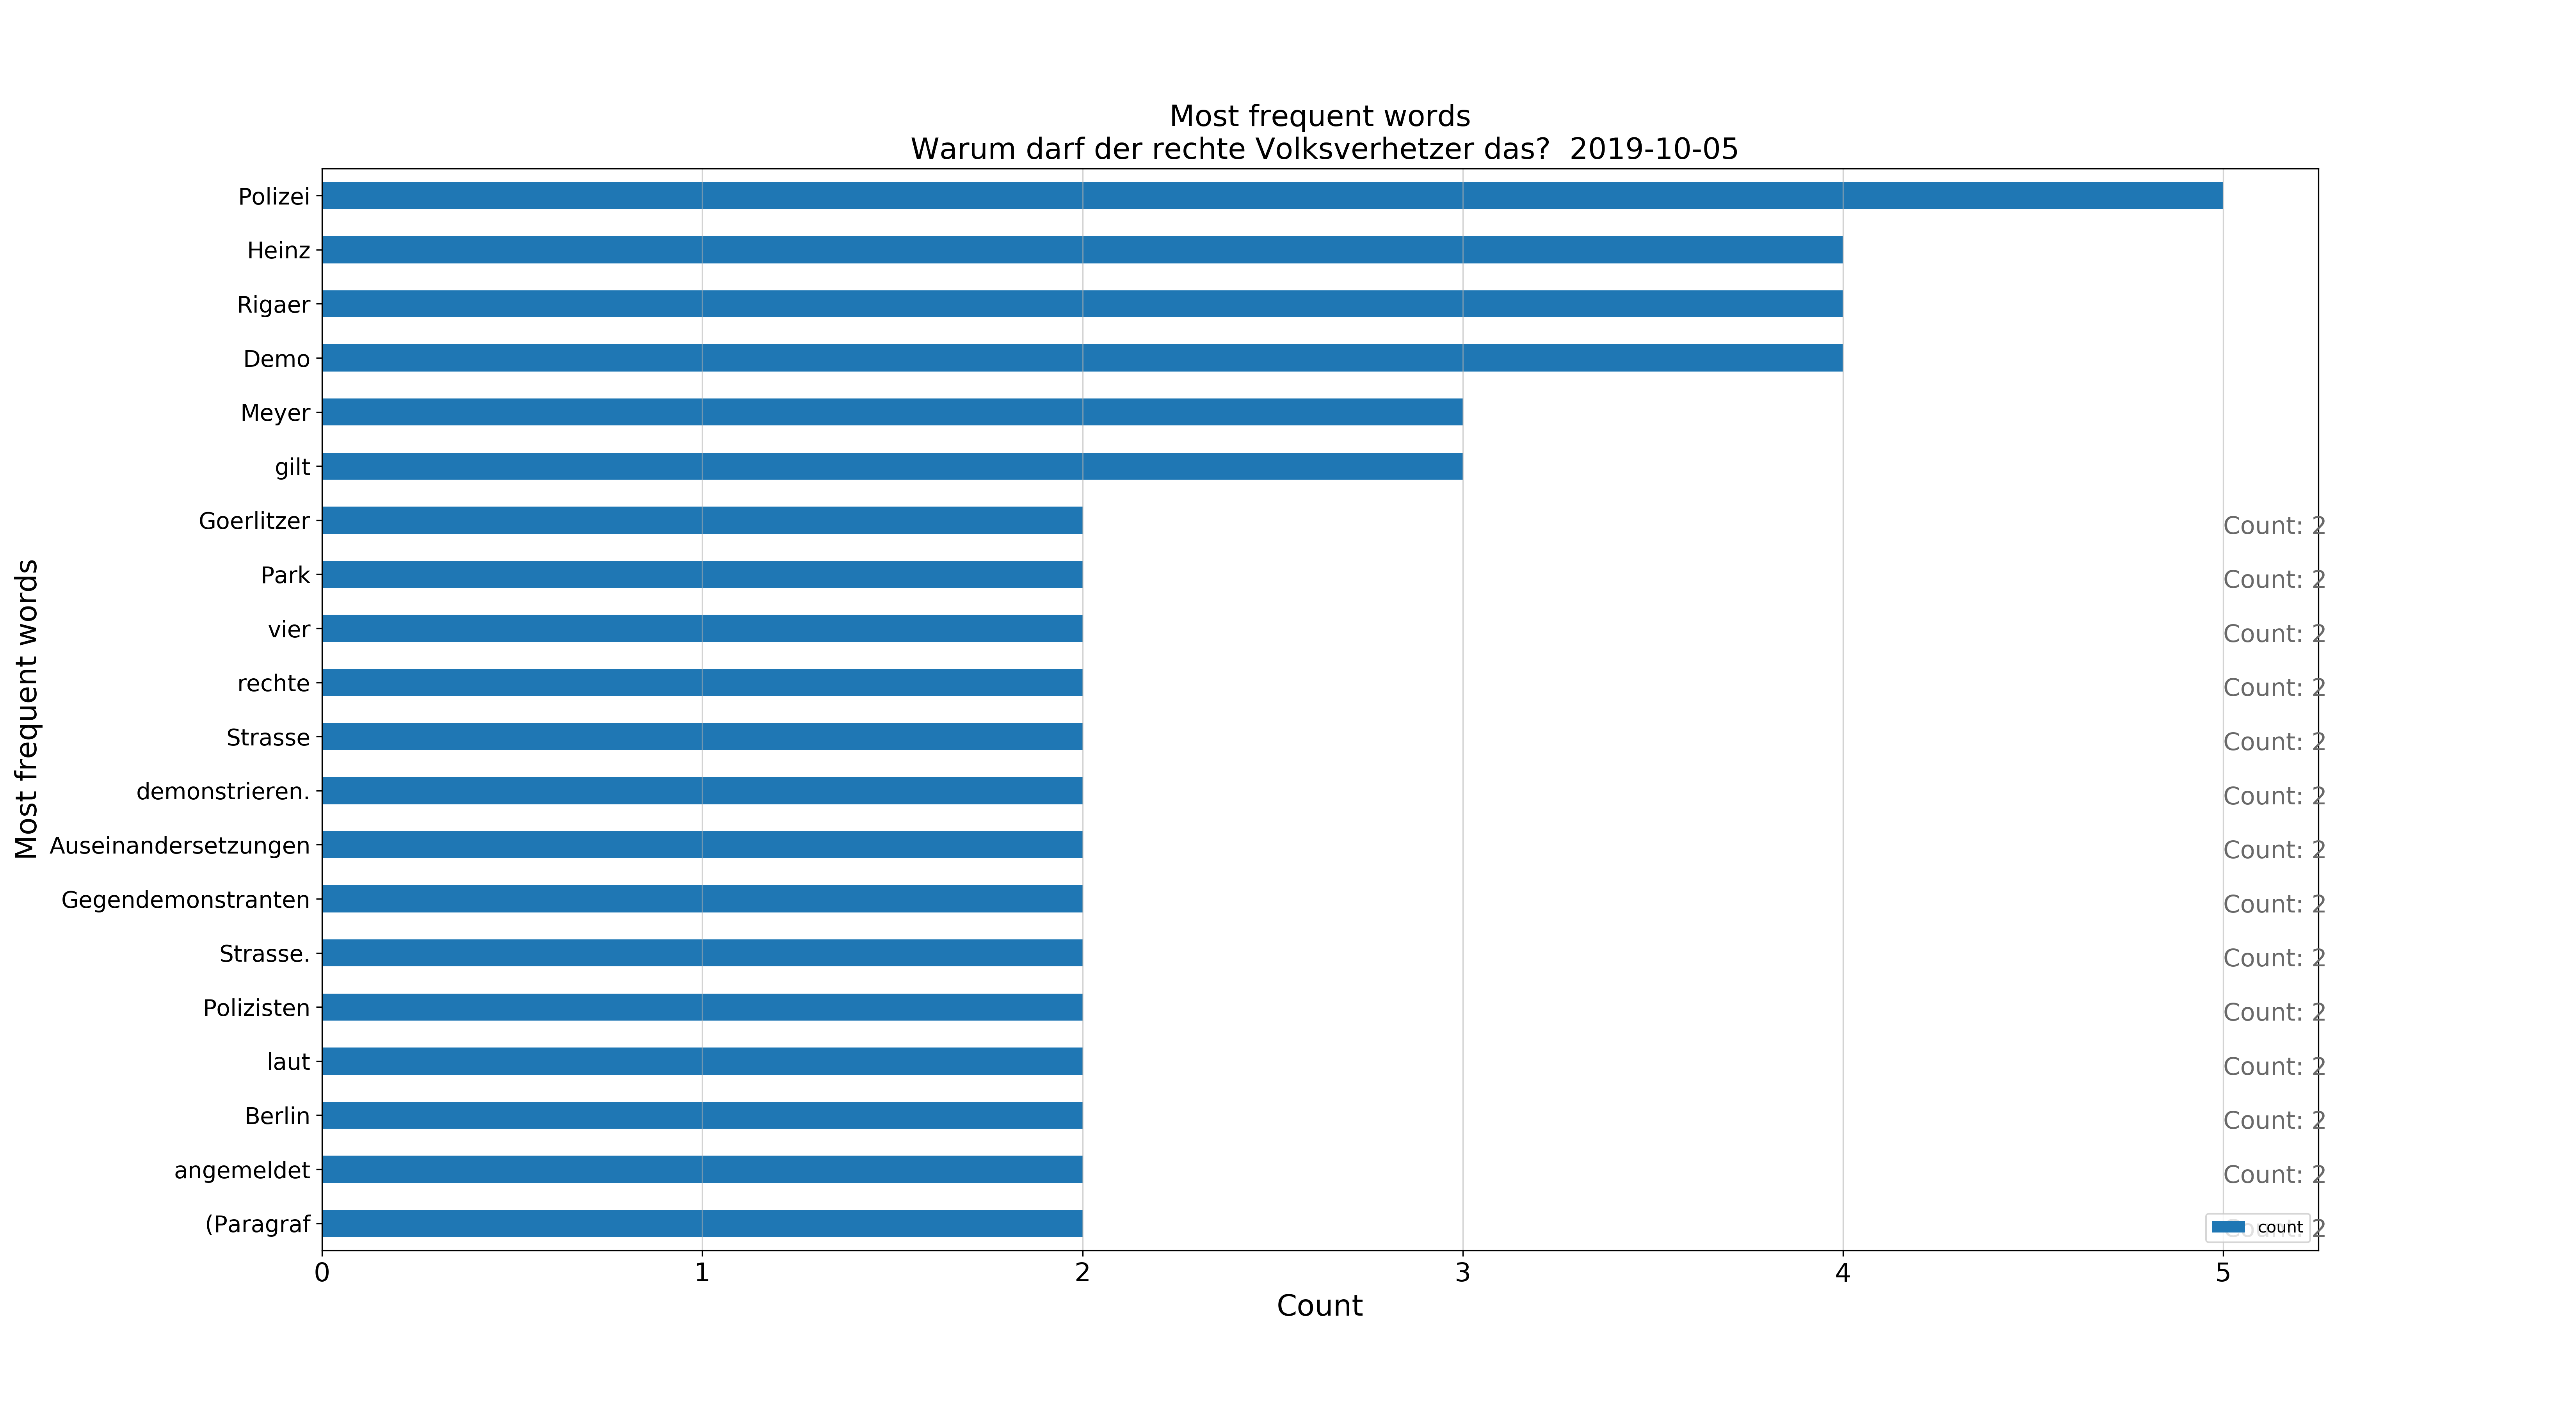 Most frequent words
Warum darf der rechte Volksverhetzer das?  2019-10-05
Most frequent words
Polizei
Heinz
Rigaer
Demo
Meyer
gilt
Goerlitzer Count: 2
Park Count: 2
vier Count: 2
rechte Count: 2
Strasse Count: 2
demonstrieren. Count: 2
Auseinandersetzungen Count: 2
Gegendemonstranten Count: 2
Strasse. Count: 2
Polizisten Count: 2
laut Count: 2
Berlin Count: 2
angemeldet Count: 2
(Paragraf Count: 2
count
0 1 2 3 4 5
Count